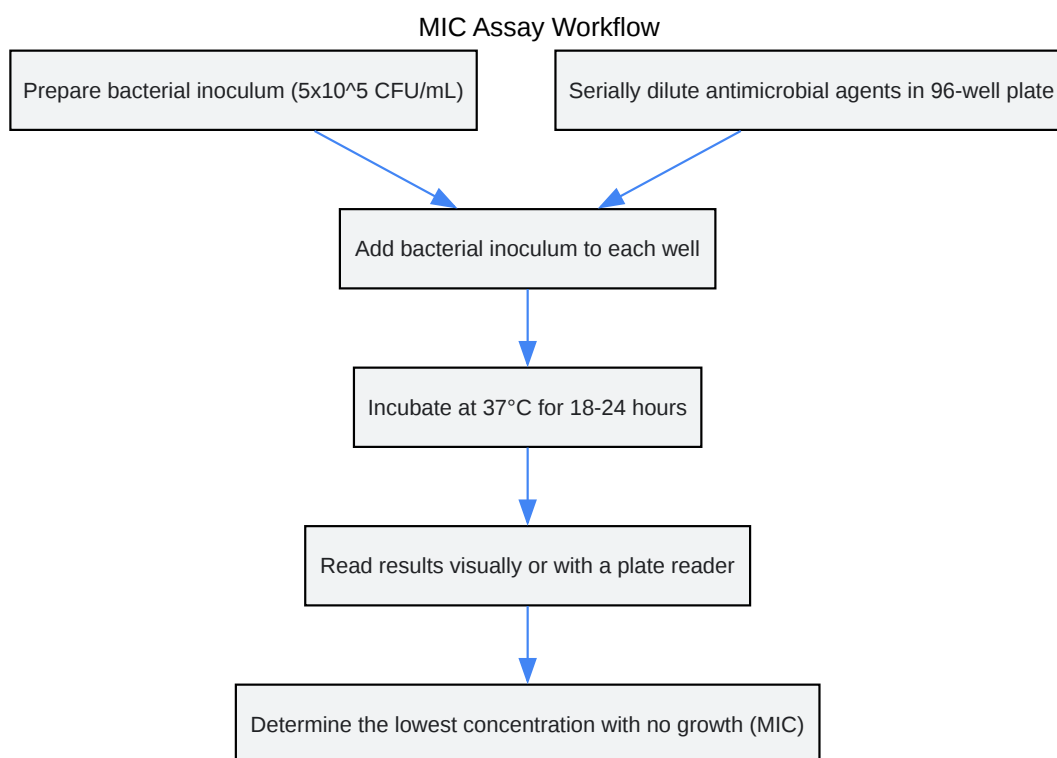 MIC Assay Workflow
Prepare bacterial inoculum (5x10^5 CFU/mL)
Serially dilute antimicrobial agents in 96-well plate
Add bacterial inoculum to each well
Incubate at 37°C for 18-24 hours
Read results visually or with a plate reader
Determine the lowest concentration with no growth (MIC)